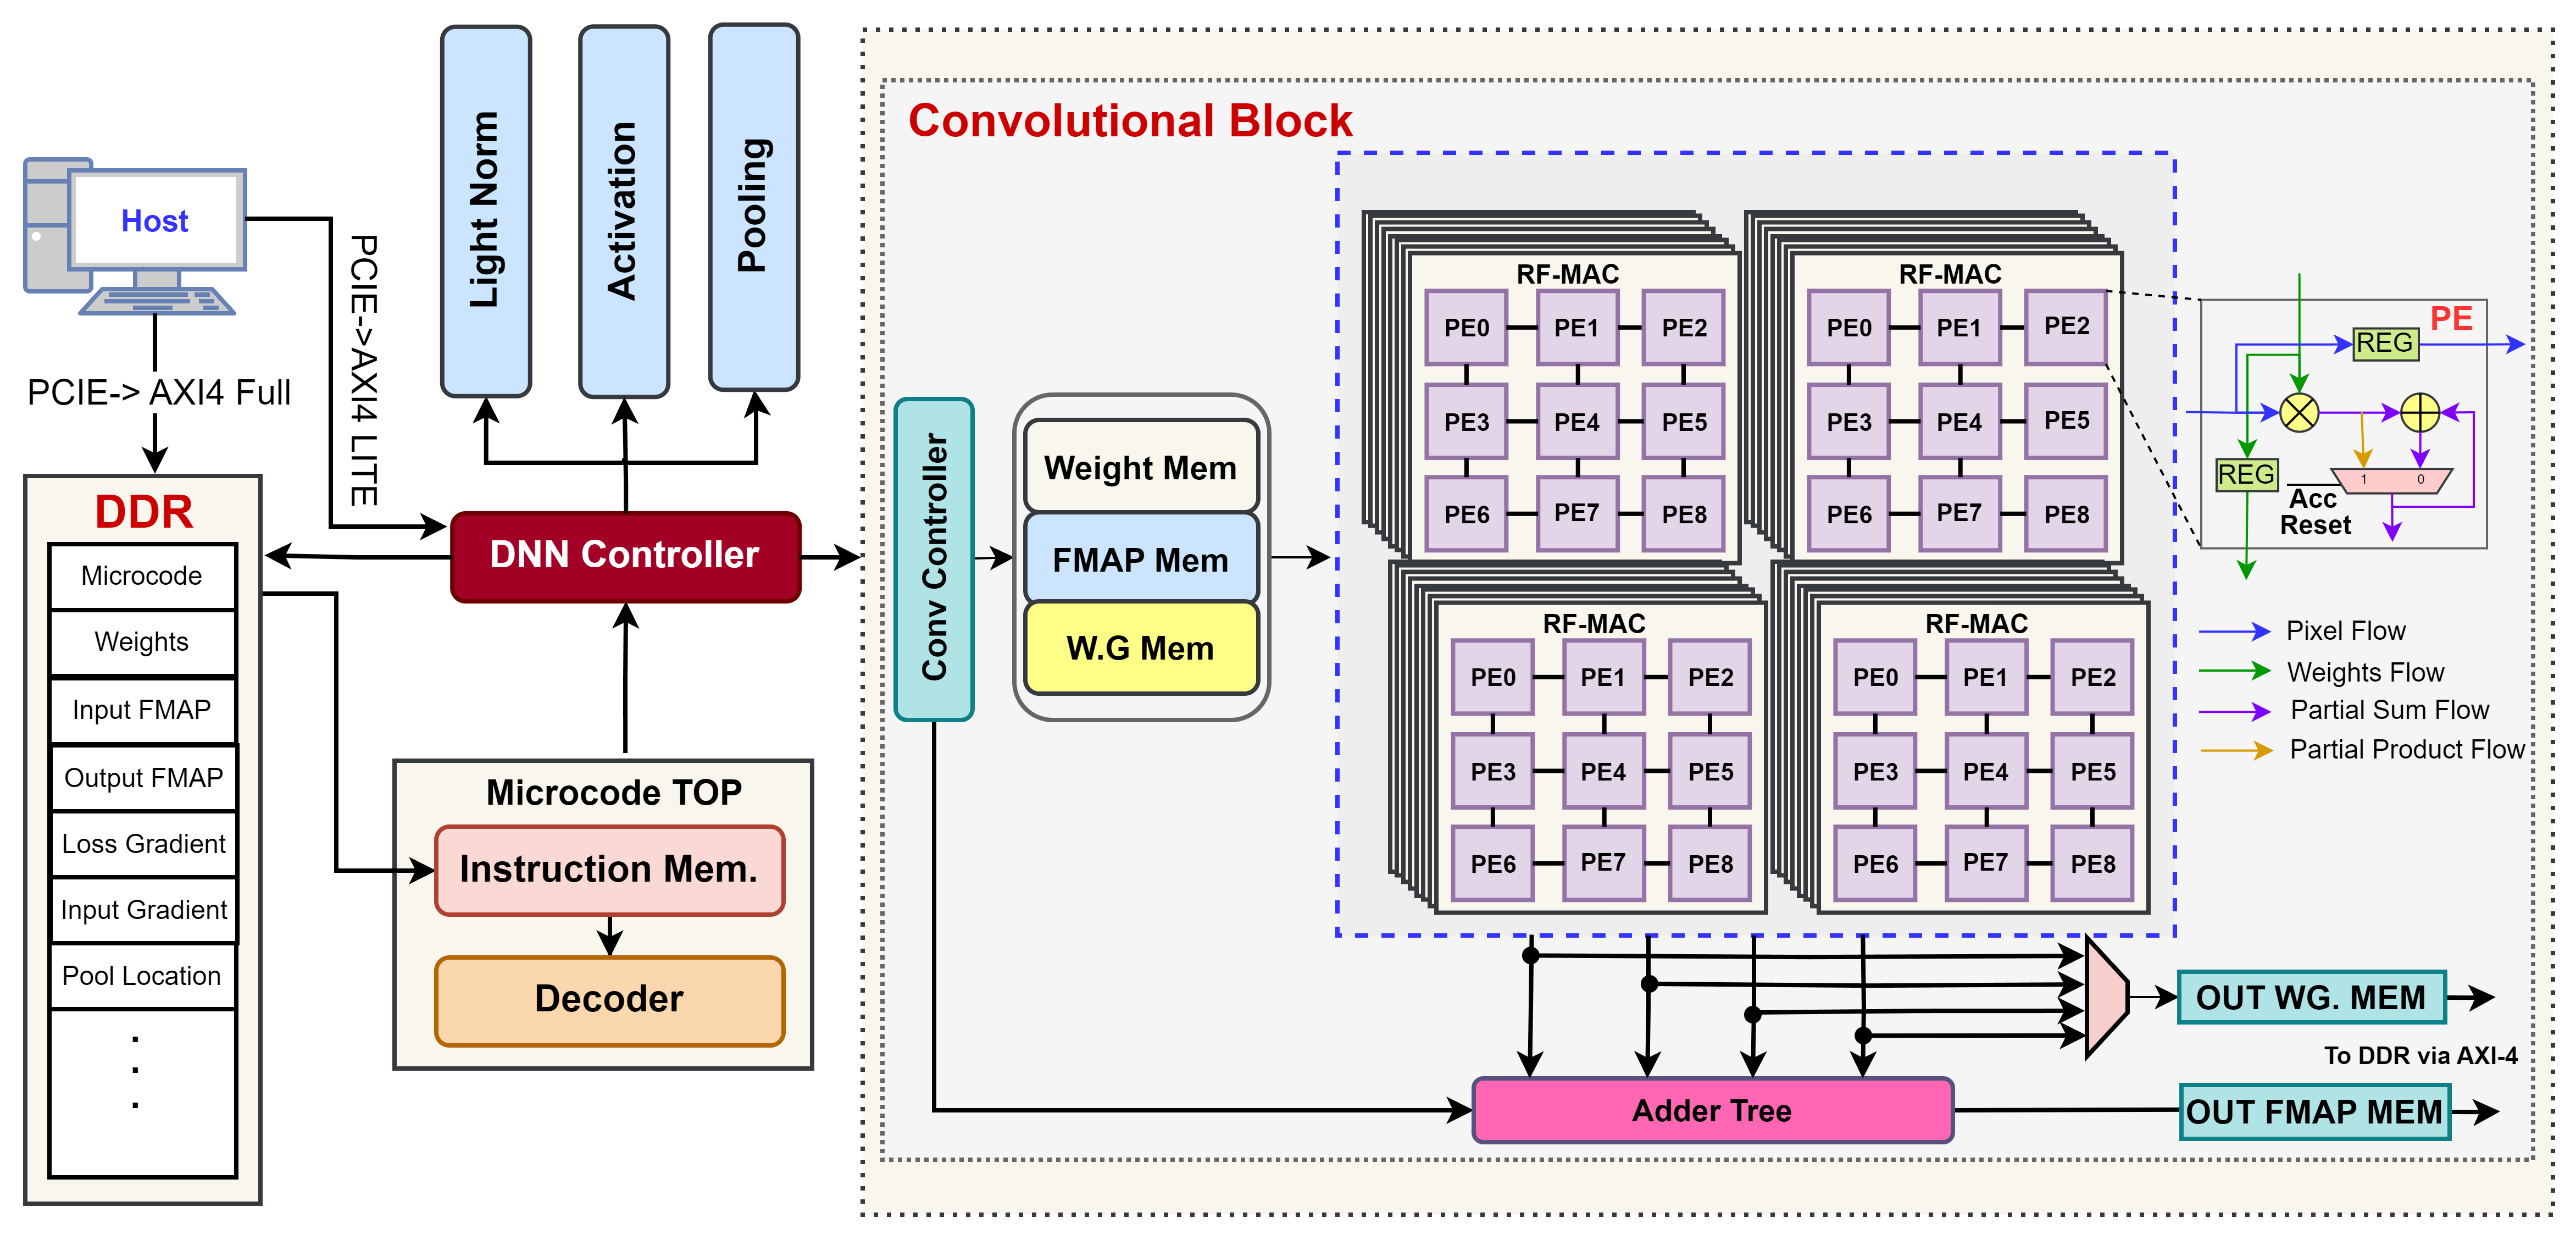 Host
PCIE-> AXI4 Full
PCIE->AXI4 LITE
DDR
Microcode
Weights
Input FMAP
Output FMAP
Loss Gradient
Input Gradient
Pool Location
.
.
.
Light Norm
Activation
Pooling
DNN Controller
Microcode TOP
Instruction Mem.
Decoder
Convolutional Block
Conv Controller
Weight Mem
FMAP Mem
W.G Mem
RF-MAC
PE0 PE1 PE2
PE3 PE4 PE5
PE6 PE7 PE8
RF-MAC
PE0 PE1 PE2
PE3 PE4 PE5
PE6 PE7 PE8
RF-MAC
PE0 PE1 PE2
PE3 PE4 PE5
PE6 PE7 PE8
RF-MAC
PE0 PE1 PE2
PE3 PE4 PE5
PE6 PE7 PE8
PE
REG
REG
1 0
Acc
Reset
Pixel Flow
Weights Flow
Partial Sum Flow
Partial Product Flow
OUT WG. MEM
To DDR via AXI-4
Adder Tree
OUT FMAP MEM